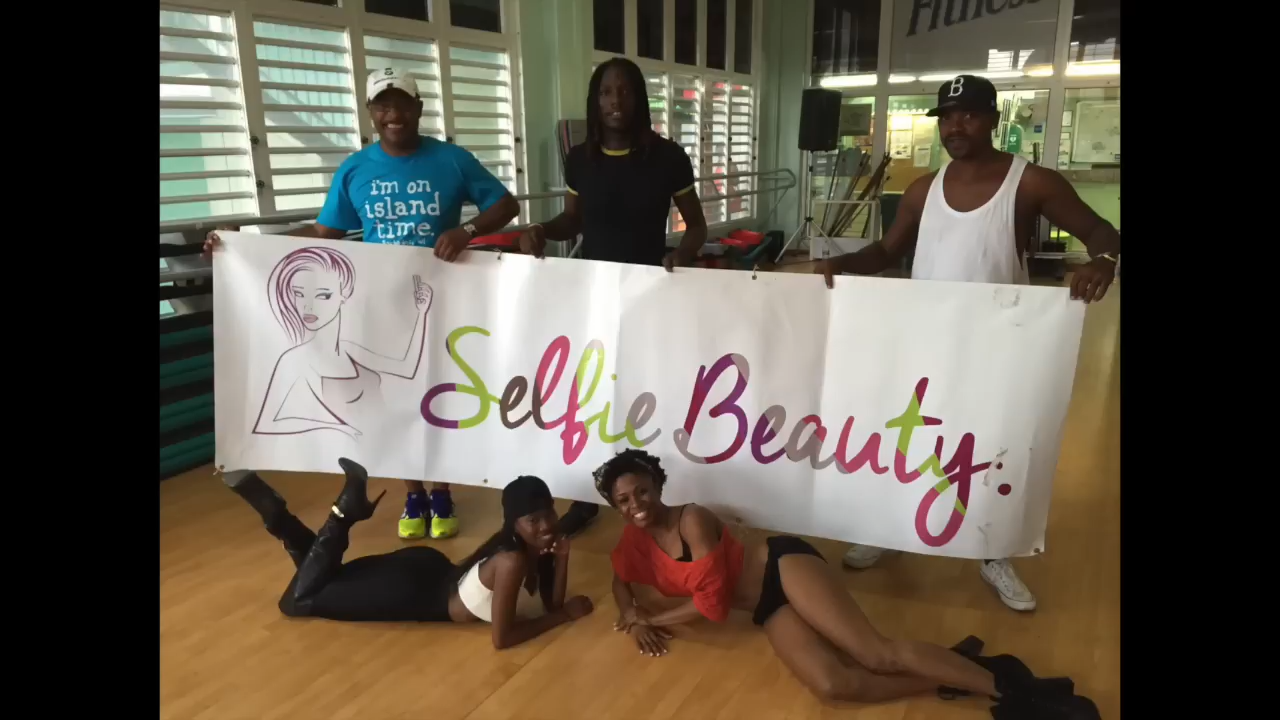 Fitness
B
i'm on
island
time.
Selfie Beauty: